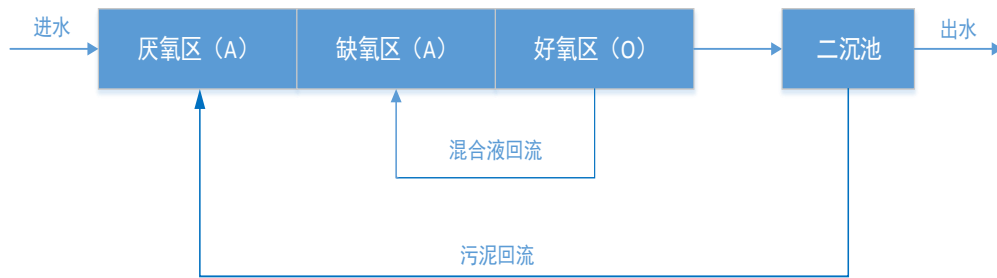 进水
厌氧区（A）
缺氧区（A）
好氧区（O）
二沉池
出水
混合液回流
污泥回流